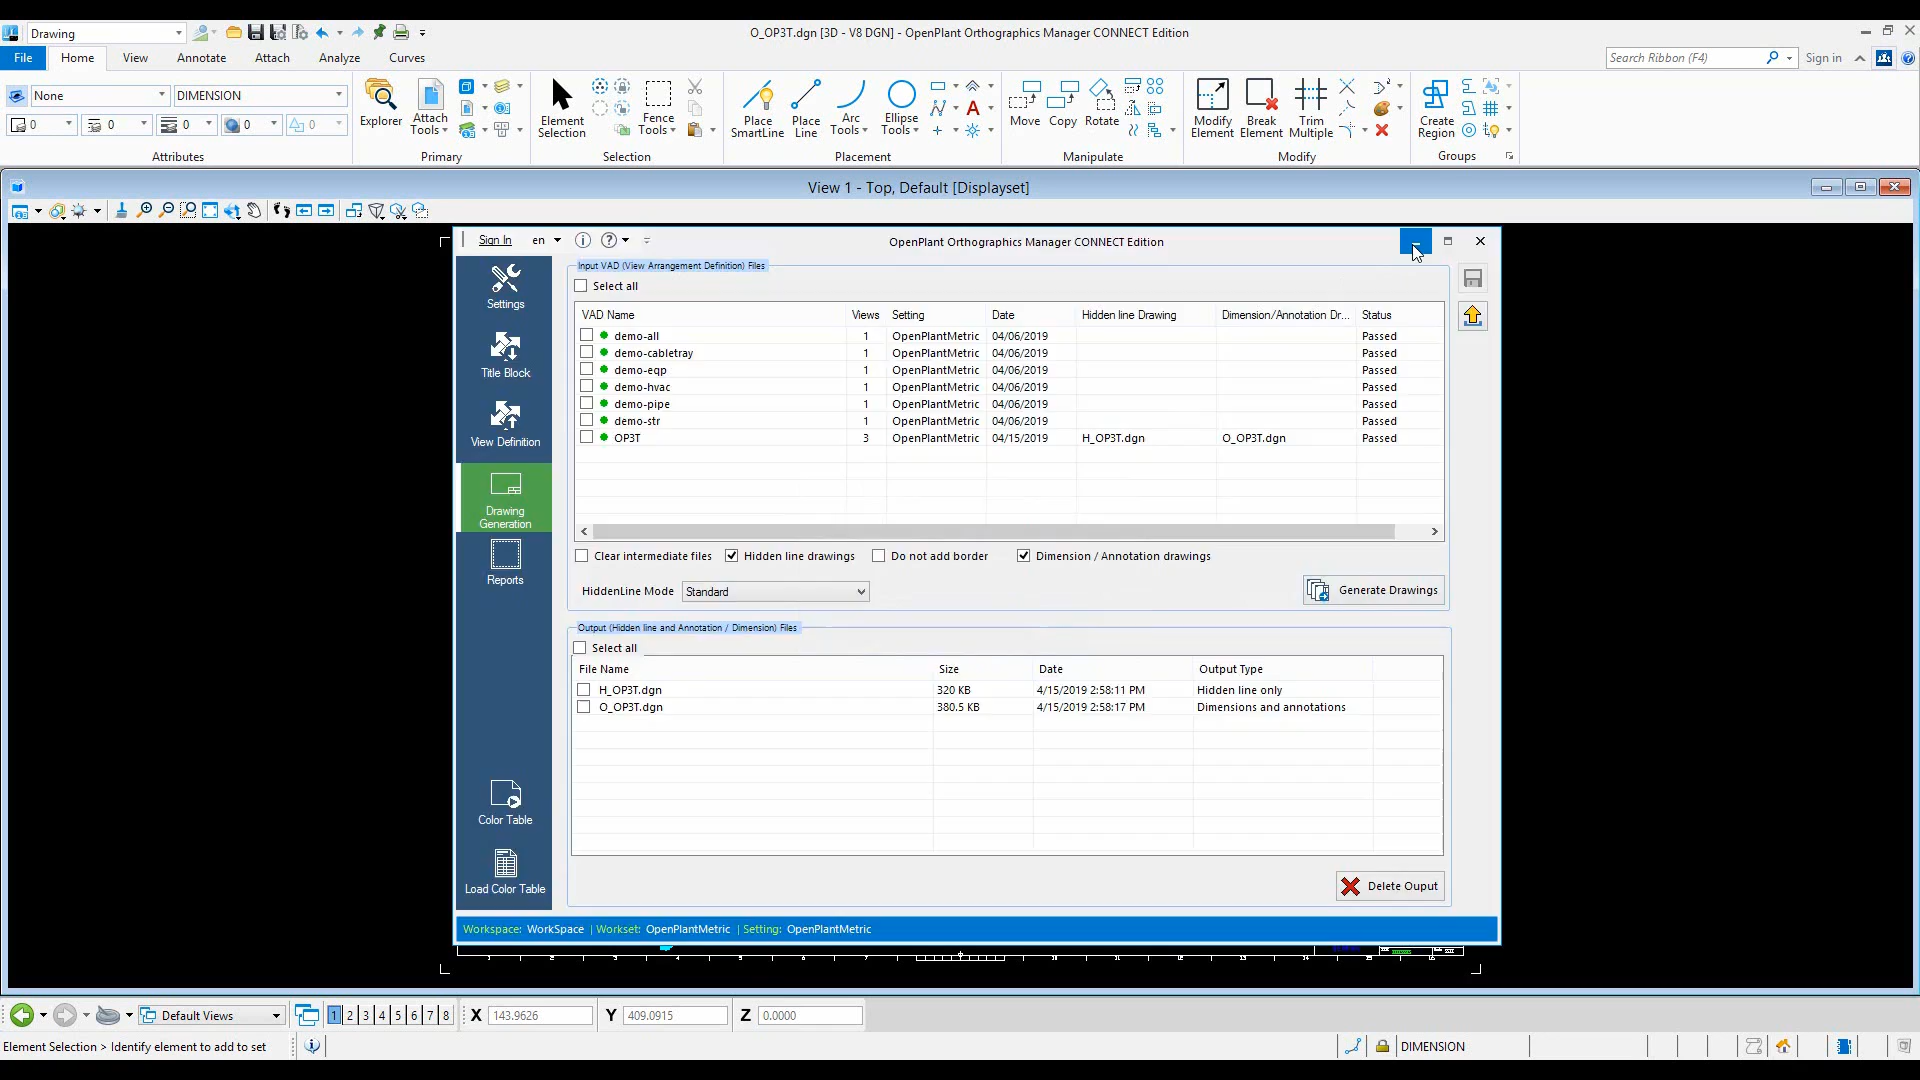 Drawing
O_OP3T.dgn [3D - V8 DGN] - OpenPlant Orthographics Manager CONNECT Edition
File Home View Annotate Attach Analyze Curves
Search Ribbon (F4) Sign in
None DIMENSION
0 0 0 0 0
Attributes
Explorer
Attach Tools
Primary
Element Selection
Fence Tools
Selection
Place SmartLine
Place Line
Arc Tools
Ellipse Tools
Placement
Move Copy Rotate
Manipulate
Modify Element
Break Element
Trim Multiple
Modify
Create Region
Groups
View 1 - Top, Default [Displayset]
Sign In en OpenPlant Orthographics Manager CONNECT Edition
Settings
Title Block
View Definition
Drawing Generation
Reports
Color Table
Load Color Table
Input VAD (View Arrangement Definition) Files
Select all
VAD Name Views Setting Date Hidden line Drawing Dimension/Annotation Dr... Status
demo-all 1 OpenPlantMetric 04/06/2019 Passed
demo-cabletray 1 OpenPlantMetric 04/06/2019 Passed
demo-eqp 1 OpenPlantMetric 04/06/2019 Passed
demo-hvac 1 OpenPlantMetric 04/06/2019 Passed
demo-pipe 1 OpenPlantMetric 04/06/2019 Passed
demo-str 1 OpenPlantMetric 04/06/2019 Passed
OP3T 3 OpenPlantMetric 04/15/2019 H_OP3T.dgn O_OP3T.dgn Passed
Clear intermediate files Hidden line drawings Do not add border Dimension / Annotation drawings
HiddenLine Mode Standard Generate Drawings
Output (Hidden line and Annotation / Dimension) Files
Select all
File Name Size Date Output Type
H_OP3T.dgn 320 KB 4/15/2019 2:58:11 PM Hidden line only
O_OP3T.dgn 380.5 KB 4/15/2019 2:58:17 PM Dimensions and annotations
Delete Ouput
Workspace: WorkSpace | Workset: OpenPlantMetric | Setting: OpenPlantMetric
Default Views 1 2 3 4 5 6 7 8 X 143.9626 Y 409.0915 Z 0.0000
Element Selection > Identify element to add to set DIMENSION